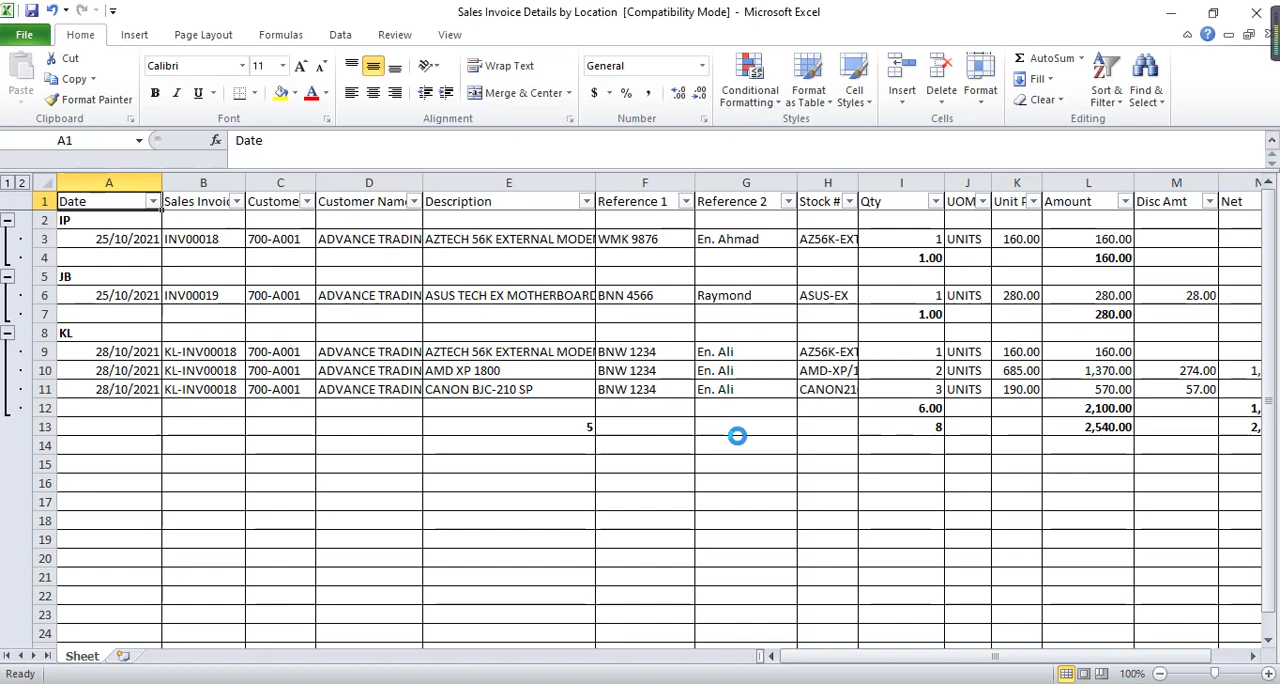 Sales Invoice Details by Location [Compatibility Mode] - Microsoft Excel
File Home Insert Page Layout Formulas Data Review View
Paste Cut Copy Format Painter Clipboard
Calibri 11 A A B I U A Font
Wrap Text Merge & Center Alignment
General $ % , Number
Conditional Formatting Format as Table Cell Styles Styles
Insert Delete Format Cells
AutoSum Fill Clear Sort & Filter Find & Select Editing
A1 fx Date
1 2 A B C D E F G H I J K L M N
1 Date Sales Invoic Custome Customer Name Description Reference 1 Reference 2 Stock # Qty UOM Unit P Amount Disc Amt Net
2 IP
3 25/10/2021 INV00018 700-A001 ADVANCE TRADIN AZTECH 56K EXTERNAL MODE WMK 9876 En. Ahmad AZ56K-EXT 1 UNITS 160.00 160.00
4 1.00 160.00
5 JB
6 25/10/2021 INV00019 700-A001 ADVANCE TRADIN ASUS TECH EX MOTHERBOARD BNN 4566 Raymond ASUS-EX 1 UNITS 280.00 280.00 28.00
7 1.00 280.00
8 KL
9 28/10/2021 KL-INV00018 700-A001 ADVANCE TRADIN AZTECH 56K EXTERNAL MODE BNW 1234 En. Ali AZ56K-EXT 1 UNITS 160.00 160.00
10 28/10/2021 KL-INV00018 700-A001 ADVANCE TRADIN AMD XP 1800 BNW 1234 En. Ali AMD-XP/1 2 UNITS 685.00 1,370.00 274.00 1,
11 28/10/2021 KL-INV00018 700-A001 ADVANCE TRADIN CANON BJC-210 SP BNW 1234 En. Ali CANON21 3 UNITS 190.00 570.00 57.00
12 6.00 2,100.00 1,
13 5 8 2,540.00 2,
14
15
16
17
18
19
20
21
22
23
24
Sheet
Ready 100%